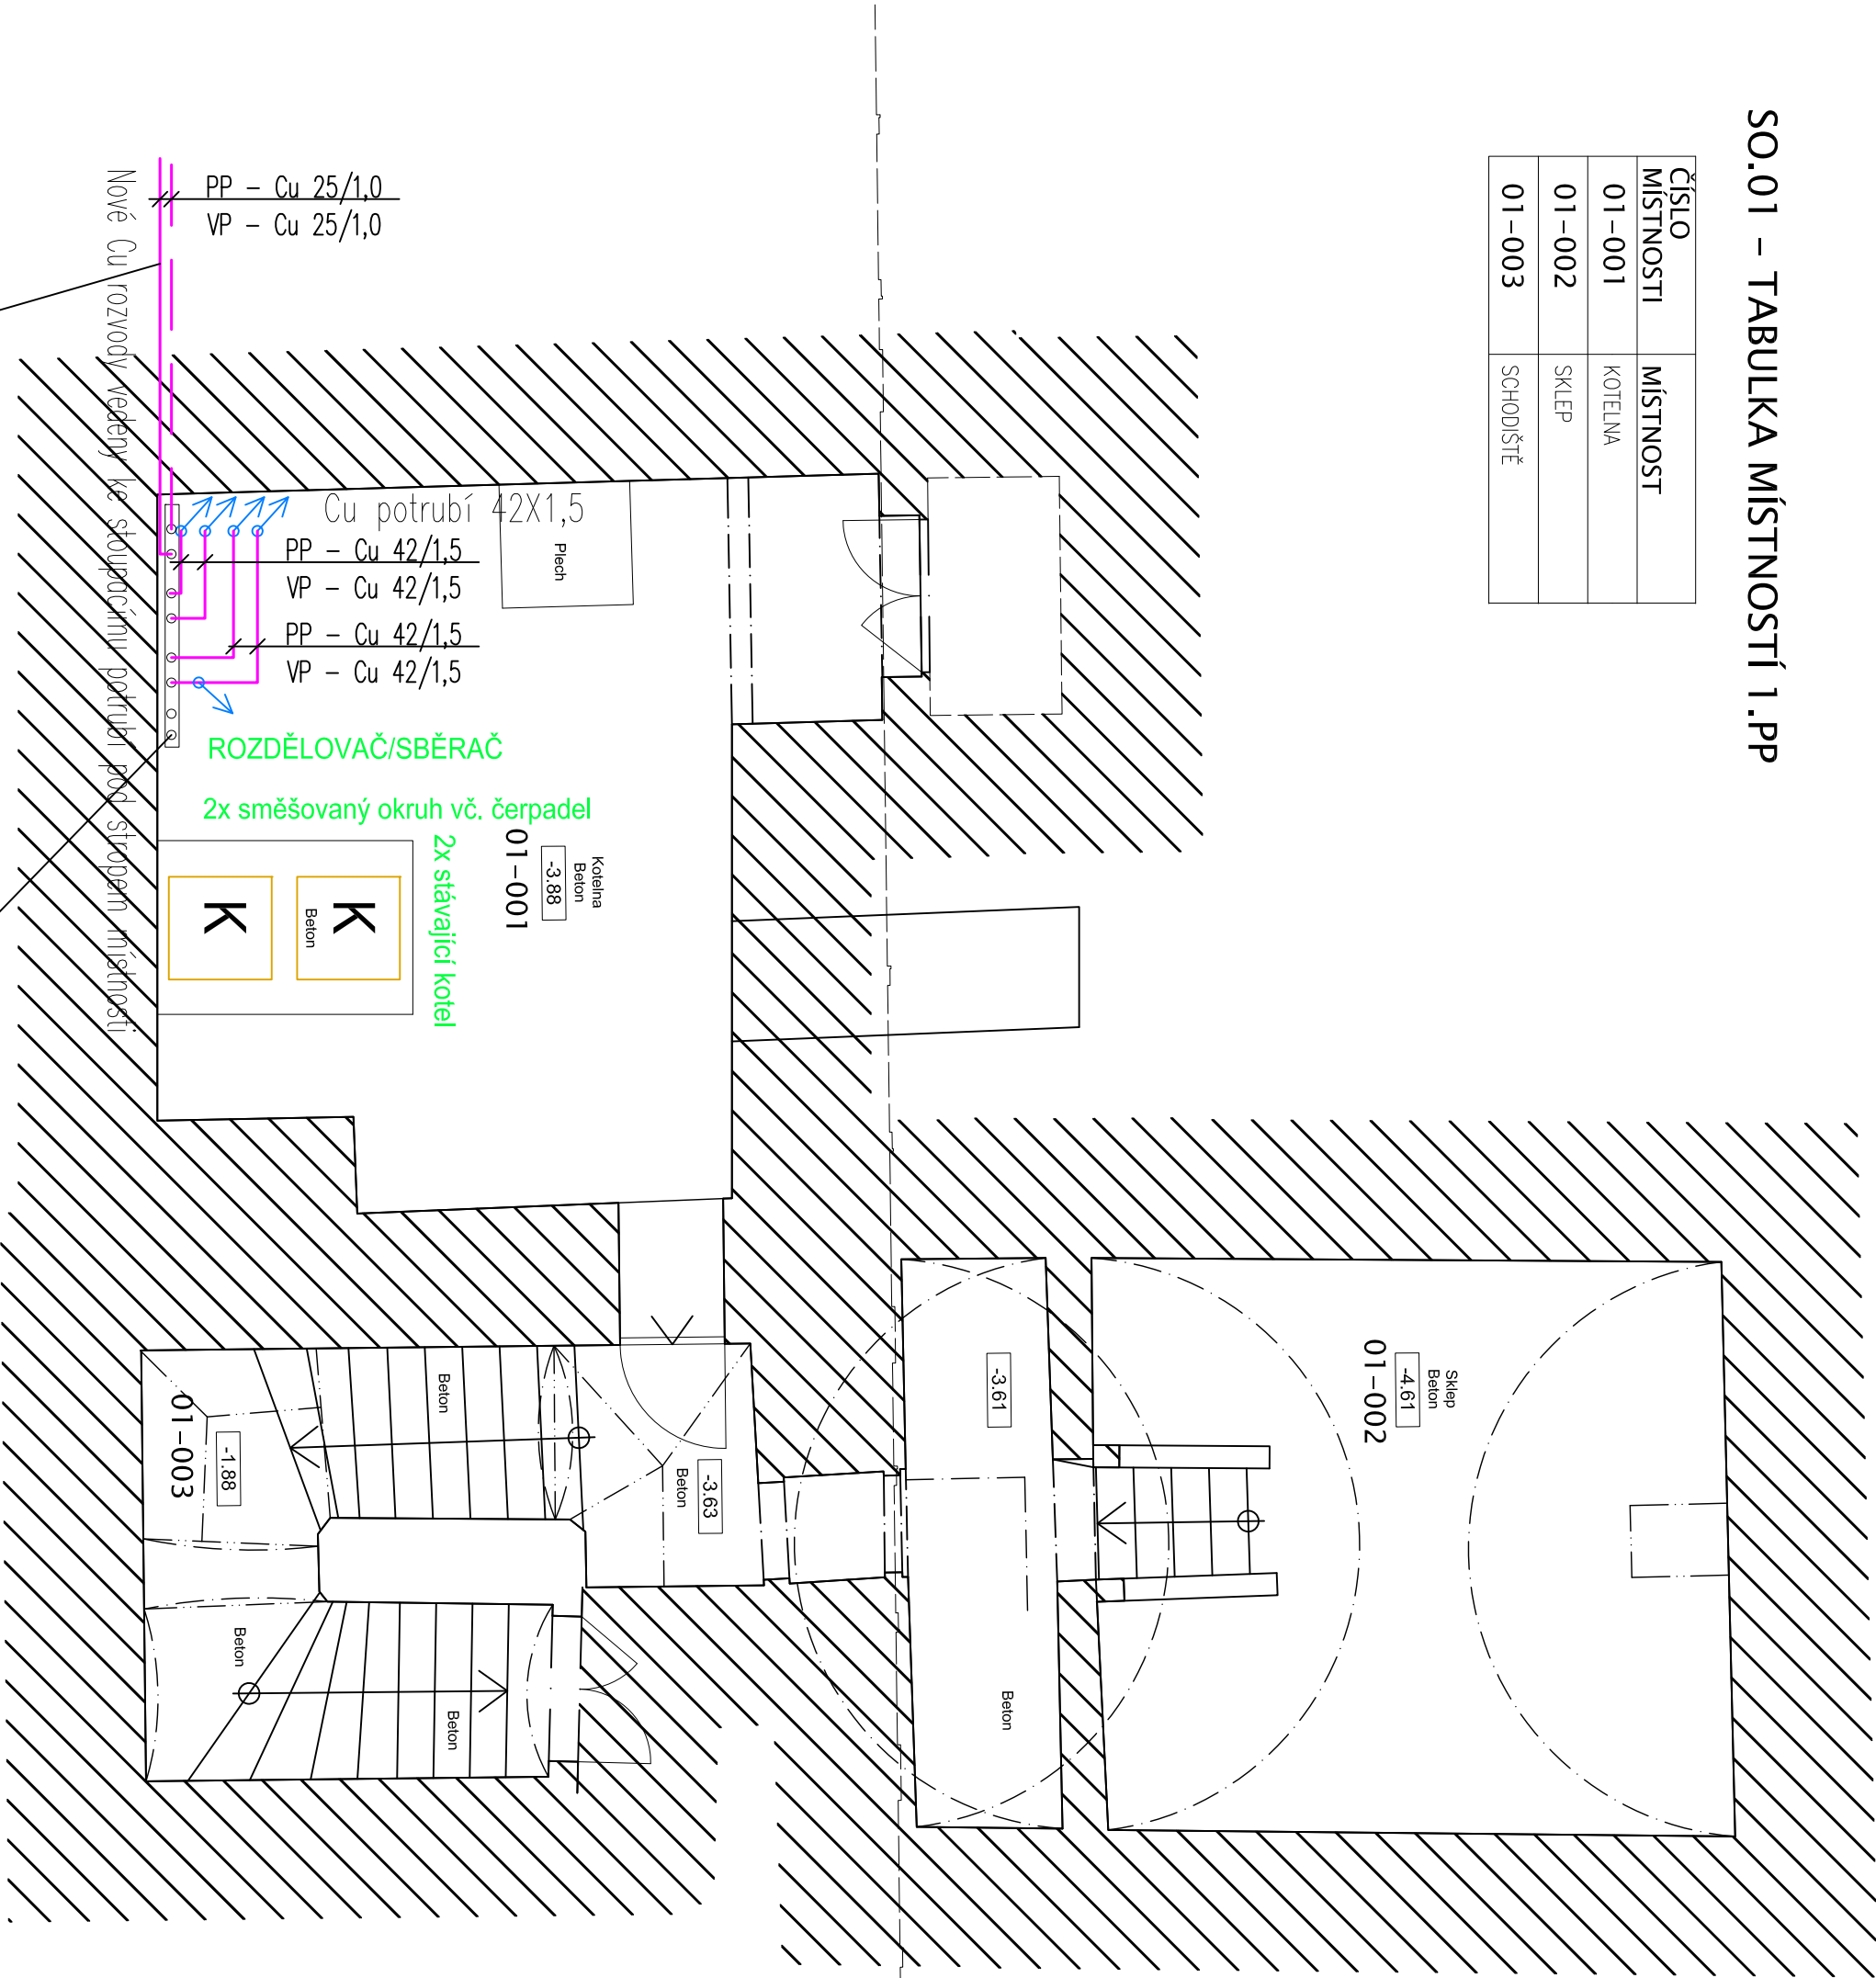 SO.01 - TABULKA MÍSTNOSTÍ 1.PP
ČÍSLO MÍSTNOSTI
MÍSTNOST
01-001
KOTELNA
01-002
SKLEP
01-003
SCHODIŠTĚ
PP - Cu 25/1,0
VP - Cu 25/1,0
Nové Cu rozvody vedeny ke stoupacímu potrubí pod stropem místnosti
Cu potrubí 42X1,5
Plech
PP - Cu 42/1,5
VP - Cu 42/1,5
PP - Cu 42/1,5
VP - Cu 42/1,5
ROZDĚLOVAČ/SBĚRAČ
2x směšovaný okruh vč. čerpadel
2x stávající kotel
Kotelna
Beton
-3.88
01-001
K
Beton
K
Sklep
Beton
-4.61
01-002
-3.61
Beton
-3.63
Beton
Beton
-1.88
01-003
Beton
Beton